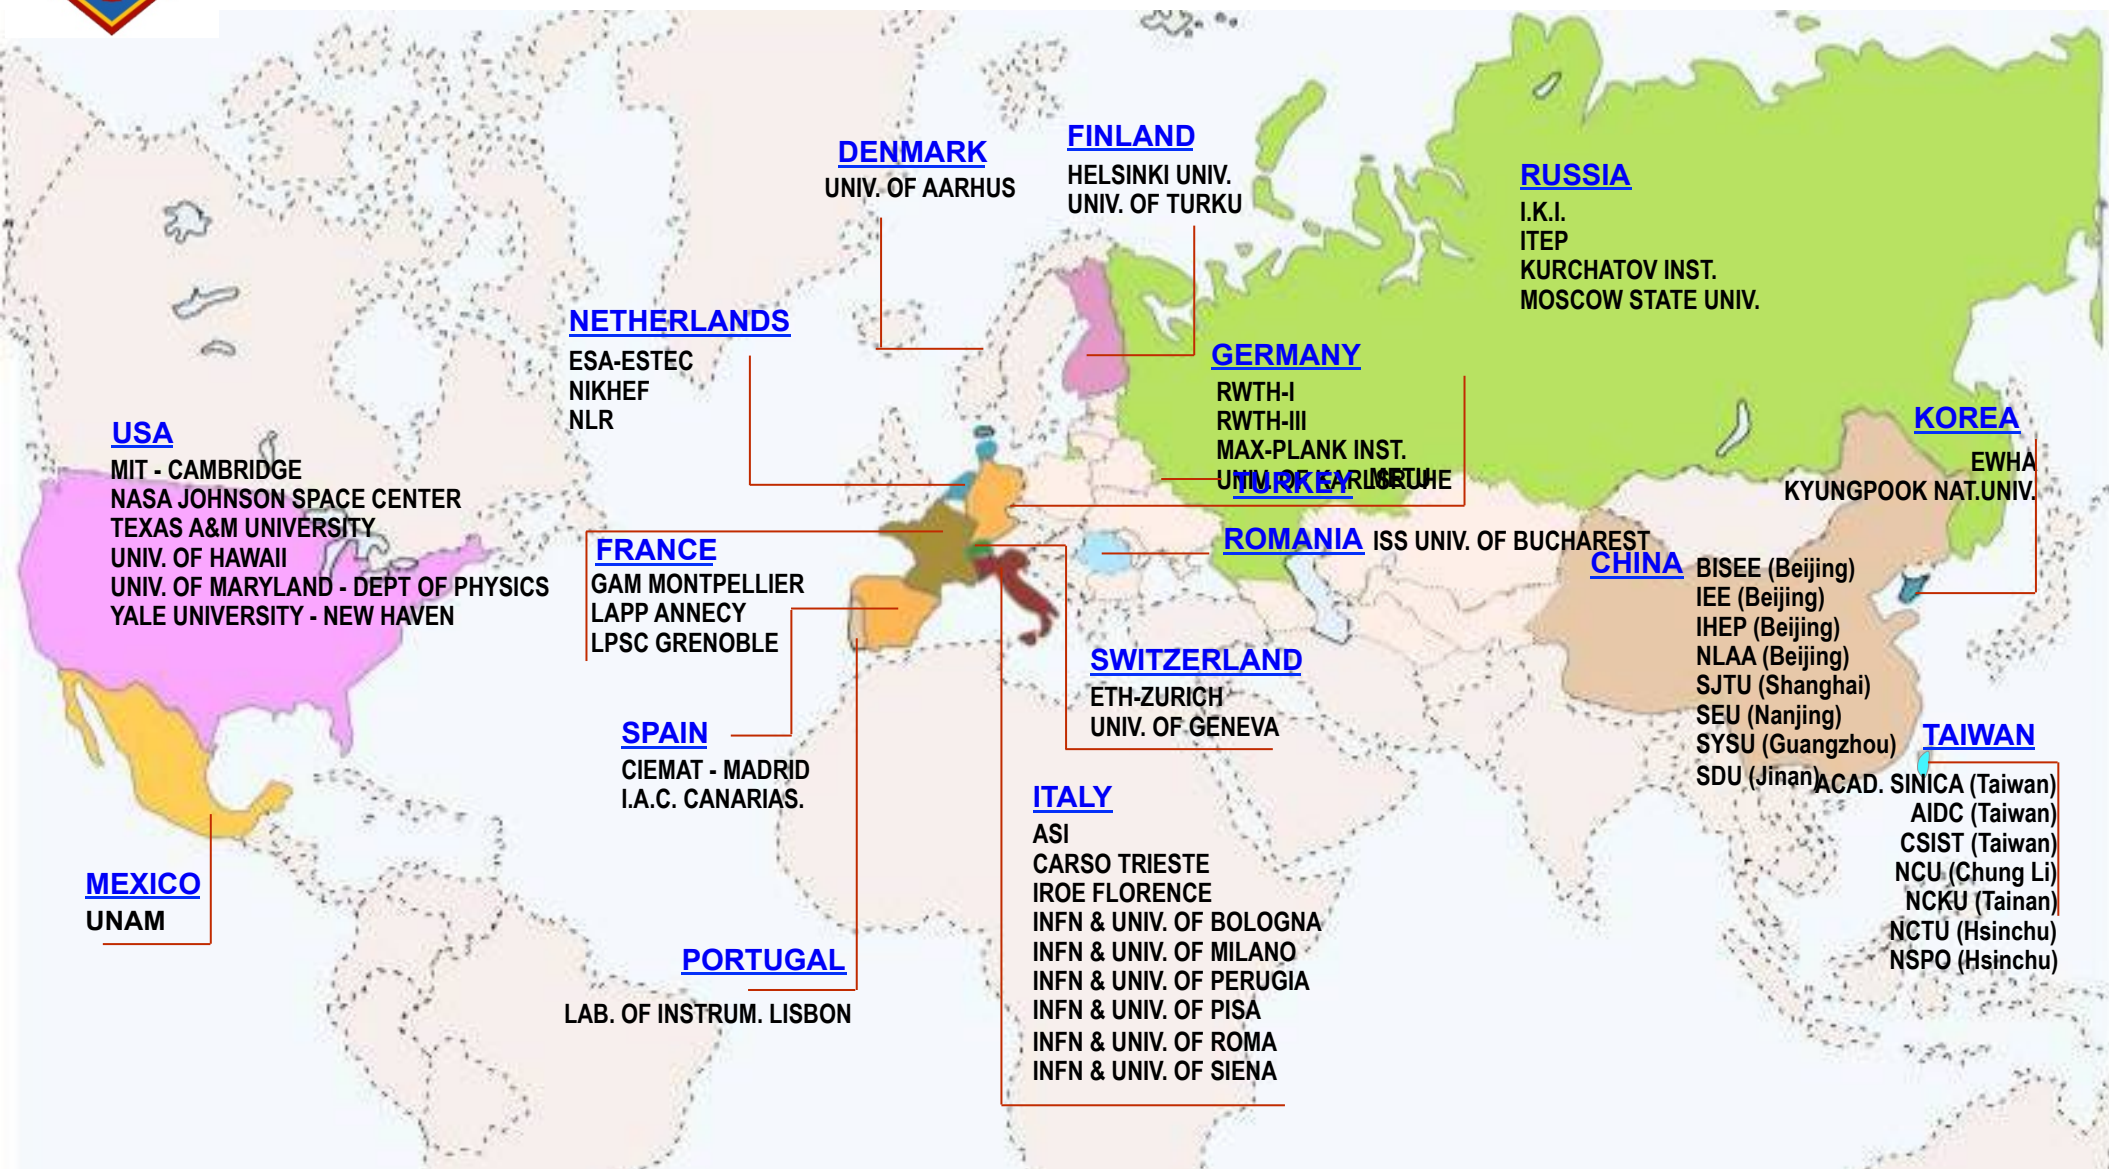 DENMARK
UNIV. OF AARHUS
FINLAND
HELSINKI UNIV.
UNIV. OF TURKU
RUSSIA
I.K.I.
ITEP
KURCHATOV INST.
MOSCOW STATE UNIV.
NETHERLANDS
ESA-ESTEC
NIKHEF
NLR
GERMANY
RWTH-I
RWTH-III
MAX-PLANK INST.
UNIV. OF KARLSRUHE
TURKEY
METU
USA
MIT - CAMBRIDGE
NASA JOHNSON SPACE CENTER
TEXAS A&M UNIVERSITY
UNIV. OF HAWAII
UNIV. OF MARYLAND - DEPT OF PHYSICS
YALE UNIVERSITY - NEW HAVEN
KOREA
EWHA
KYUNGPOOK NAT.UNIV.
FRANCE
GAM MONTPELLIER
LAPP ANNECY
LPSC GRENOBLE
ROMANIA ISS UNIV. OF BUCHAREST
CHINA
BISEE (Beijing)
IEE (Beijing)
IHEP (Beijing)
NLAA (Beijing)
SJTU (Shanghai)
SEU (Nanjing)
SYSU (Guangzhou)
SDU (Jinan)
SWITZERLAND
ETH-ZURICH
UNIV. OF GENEVA
SPAIN
CIEMAT - MADRID
I.A.C. CANARIAS.
TAIWAN
ACAD. SINICA (Taiwan)
AIDC (Taiwan)
CSIST (Taiwan)
NCU (Chung Li)
NCKU (Tainan)
NCTU (Hsinchu)
NSPO (Hsinchu)
ITALY
ASI
CARSO TRIESTE
IROE FLORENCE
INFN & UNIV. OF BOLOGNA
INFN & UNIV. OF MILANO
INFN & UNIV. OF PERUGIA
INFN & UNIV. OF PISA
INFN & UNIV. OF ROMA
INFN & UNIV. OF SIENA
MEXICO
UNAM
PORTUGAL
LAB. OF INSTRUM. LISBON